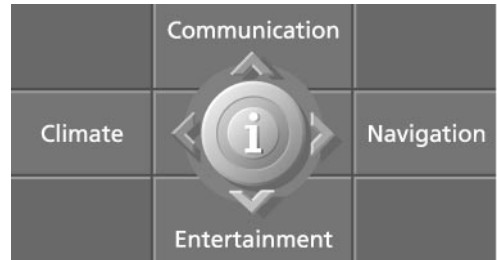 Communication
Climate
i
Navigation
Entertainment